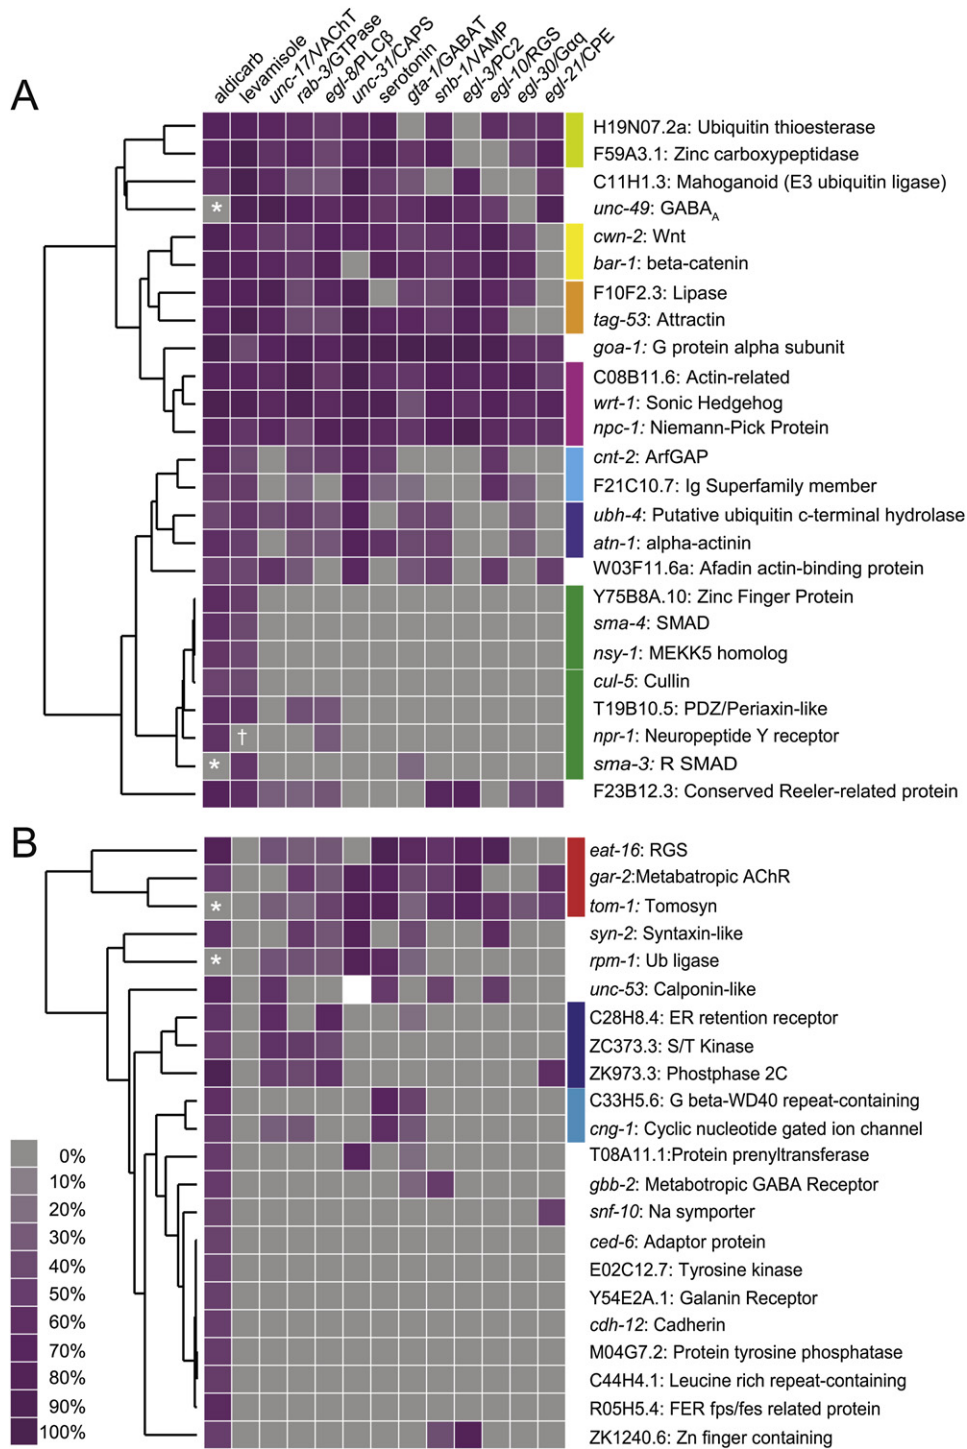 A
aldicarb
levamisole
unc-17/VAChT
rab-3/GTPase
egl-8/PLCβ
unc-31/CAPS
serotonin
gta-1/GABAT
snb-1/VAMP
egl-3/PC2
egl-10/RGS
egl-30/Gαq
egl-21/CPE
H19N07.2a: Ubiquitin thioesterase
F59A3.1: Zinc carboxypeptidase
C11H1.3: Mahoganoid (E3 ubiquitin ligase)
* unc-49: GABAA
cwn-2: Wnt
bar-1: beta-catenin
F10F2.3: Lipase
tag-53: Attractin
goa-1: G protein alpha subunit
C08B11.6: Actin-related
wrt-1: Sonic Hedgehog
npc-1: Niemann-Pick Protein
cnt-2: ArfGAP
F21C10.7: Ig Superfamily member
ubh-4: Putative ubiquitin c-terminal hydrolase
atn-1: alpha-actinin
W03F11.6a: Afadin actin-binding protein
Y75B8A.10: Zinc Finger Protein
sma-4: SMAD
nsy-1: MEKK5 homolog
cul-5: Cullin
T19B10.5: PDZ/Periaxin-like
† npr-1: Neuropeptide Y receptor
* sma-3: R SMAD
F23B12.3: Conserved Reeler-related protein
B
eat-16: RGS
gar-2:Metabatropic AChR
* tom-1: Tomosyn
syn-2: Syntaxin-like
* rpm-1: Ub ligase
unc-53: Calponin-like
C28H8.4: ER retention receptor
ZC373.3: S/T Kinase
ZK973.3: Phostphase 2C
C33H5.6: G beta-WD40 repeat-containing
cng-1: Cyclic nucleotide gated ion channel
T08A11.1:Protein prenyltransferase
gbb-2: Metabotropic GABA Receptor
snf-10: Na symporter
ced-6: Adaptor protein
E02C12.7: Tyrosine kinase
Y54E2A.1: Galanin Receptor
cdh-12: Cadherin
M04G7.2: Protein tyrosine phosphatase
C44H4.1: Leucine rich repeat-containing
R05H5.4: FER fps/fes related protein
ZK1240.6: Zn finger containing
0%
10%
20%
30%
40%
50%
60%
70%
80%
90%
100%